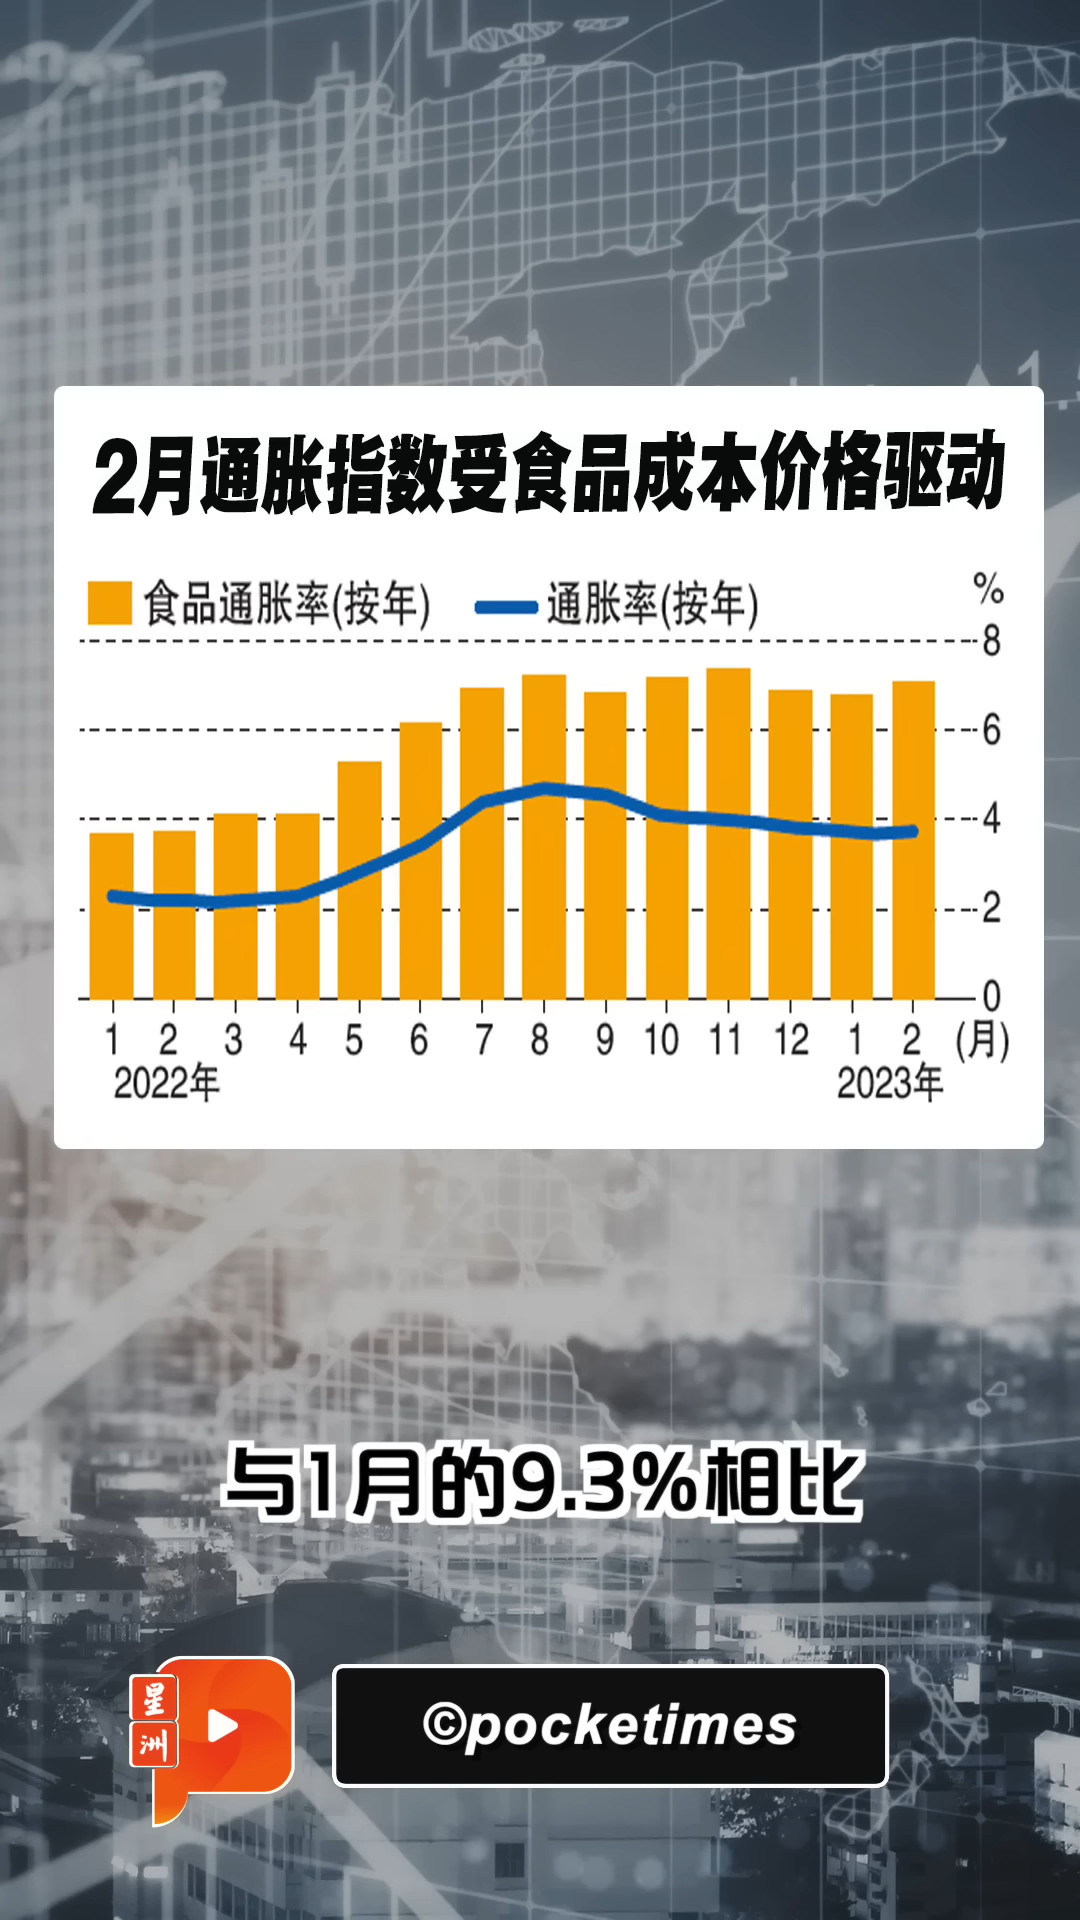 1.5
2月通胀指数受食品成本价格驱动
食品通胀率(按年) 通胀率(按年) %
8
6
4
2
0
1 2 3 4 5 6 7 8 9 10 11 12 1 2 (月)
2022年 2023年
与1月的9.3%相比
星洲
©pocketimes